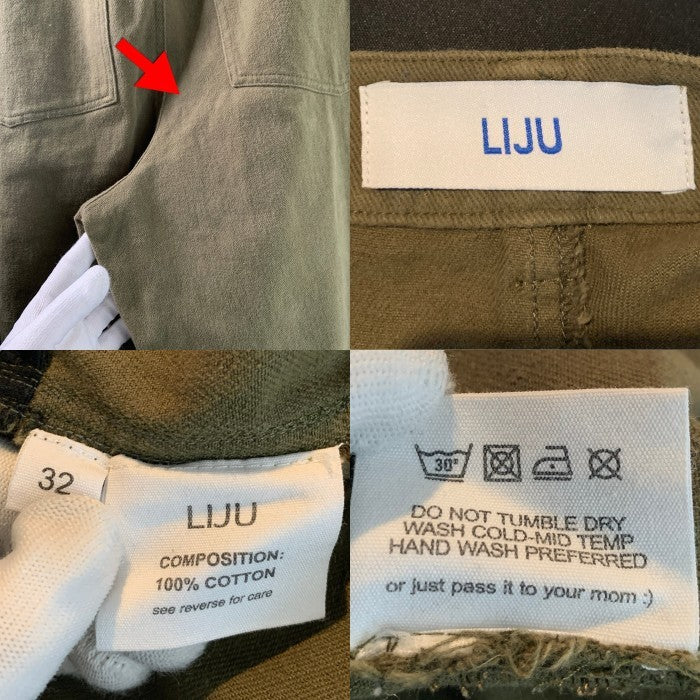 LIJU
32
LIJU
COMPOSITION:
100% COTTON
see reverse for care
30°
DO NOT TUMBLE DRY
WASH COLD-MID TEMP
HAND WASH PREFERRED
or just pass it to your mom :)